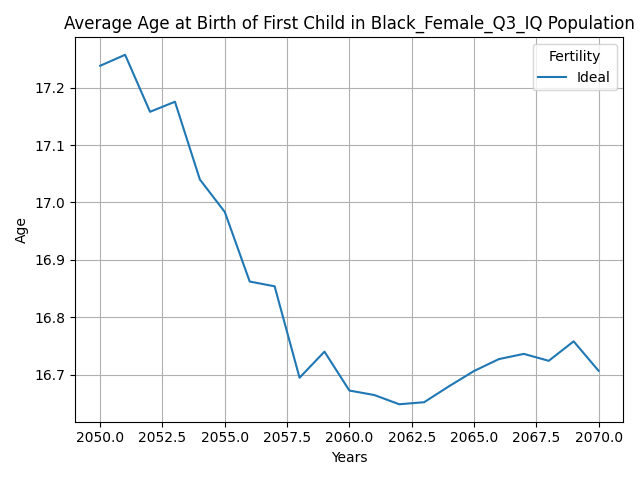 Average Age at Birth of First Child in Black_Female_Q3_IQ Population
Fertility
Ideal
17.2
17.1
17.0
16.9
16.8
16.7
Age
2050.0 2052.5 2055.0 2057.5 2060.0 2062.5 2065.0 2067.5 2070.0
Years